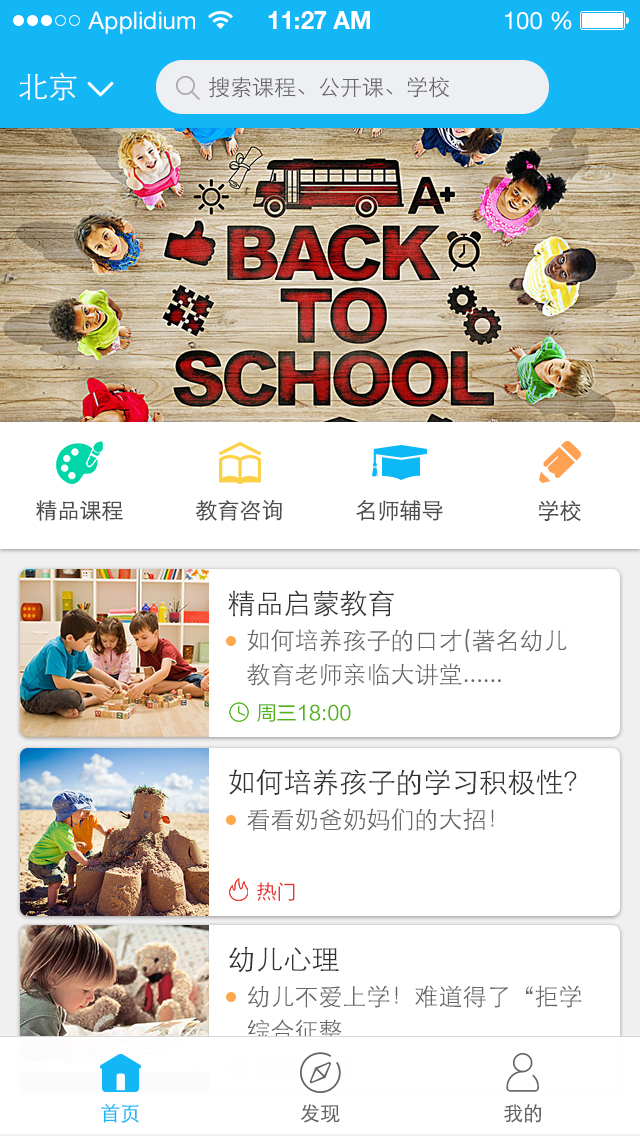 Applidium 11:27 AM 100 %
北京 搜索课程、公开课、学校
A+
BACK
TO
SCHOOL
精品课程 教育咨询 名师辅导 学校
精品启蒙教育
如何培养孩子的口才(著名幼儿
教育老师亲临大讲堂......
周三18:00
如何培养孩子的学习积极性?
看看奶爸奶妈们的大招!
热门
幼儿心理
幼儿不爱上学！难道得了“拒学
综合征整
首页 发现 我的